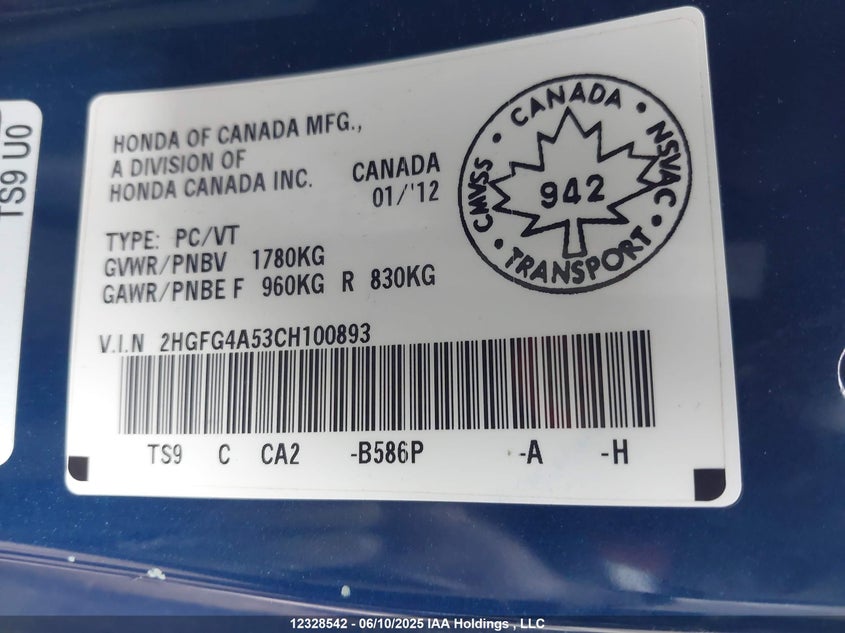 TS9 U0
HONDA OF CANADA MFG.,
A DIVISION OF
HONDA CANADA INC.
CANADA
01/'12
TYPE: PC/VT
GVWR/PNBV 1780KG
GAWR/PNBE F 960KG R 830KG
V.I.N 2HGFG4A53CH100893
TS9 C CA2 -B586P -A -H
• CANADA •
NSVAC •
TRANSPORT
• CMVSS
942
12328542 - 06/10/2025 IAA Holdings , LLC